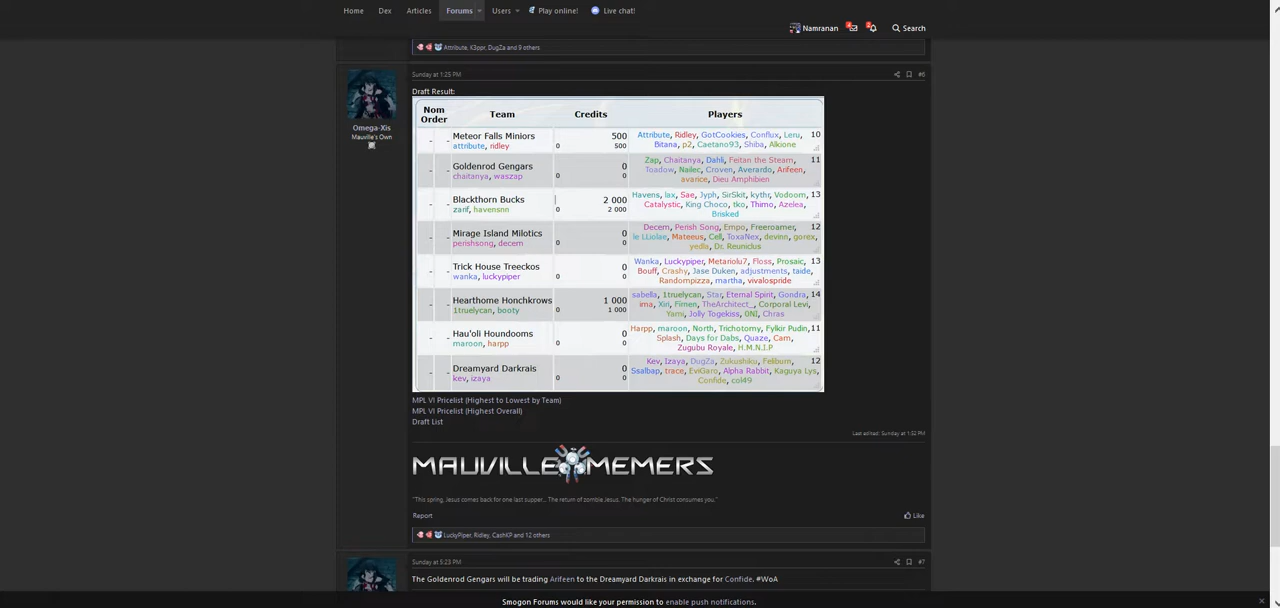 Home Dex Articles Forums Users Play online! Live chat!
Namranan Search
Attribute, K3ppr, DugZa and 9 others
Sunday at 1:25 PM #6
Omega-Xis
Mauville's Own
Draft Result:
Nom Order Team Credits Players
- - Meteor Falls Miniors 500 Attribute, Ridley, GotCookies, Conflux, Leru, 10
attribute, ridley 0 500 Bitana, p2, Caetano93, Shiba, Alkione
- - Goldenrod Gengars 0 Zap, Chaitanya, Dahli, Feitan the Stearn, 11
chaitanya, waszap 0 0 Toadow, Nailec, Croven, Averardo, Arifeen,
avarice, Dieu Amphibien
- - Blackthorn Bucks 2 000 Havens, lax, Sae, Jyph, SirSkit, kythr, Vodoom, 13
zarif, havensnn 0 2 000 Catalystic, King Choco, tko, Thimo, Azelea,
Brisked
- - Mirage Island Milotics 0 Decem, Perish Song, Empo, Freeroamer, 12
perishsong, decem 0 0 le LLiolae, Mateeus, Cell, ToxaNex, devinn, gorex,
yedla, Dr. Reuniclus
- - Trick House Treeckos 0 Wanka, Luckypiper, Metariolu7, Floss, Prosaic, 13
wanka, luckypiper 0 0 Bouff, Crashy, Jase Duken, adjustments, taide,
Randompizza, martha, vivalospride
- - Hearthome Honchkrows 1 000 sabella, 1truelycan, Star, Eternal Spirit, Gondra, 14
1truelycan, booty 0 1 000 ima, Xiri, Fimen, TheArchitect_, Corporal Levi,
Yami, Jolly Togekiss, 0NI, Chras
- - Hau'oli Houndooms 0 Harpp, maroon, North, Trichotomy, Fylkir Pudin, 11
maroon, harpp 0 0 Splash, Days for Dabs, Quaze, Cam,
Zugubu Royale, H.M.N.I.P
- - Dreamyard Darkrais 0 Kev, Izaya, DugZa, Zukushiku, Feliburn, 12
kev, izaya 0 0 Ssalbap, trace, EviGaro, Alpha Rabbit, Kaguya Lys,
Confide, col49
MPL VI Pricelist (Highest to Lowest by Team)
MPL VI Pricelist (Highest Overall)
Draft List
Last edited: Sunday at 1:52 PM
MAUVILLE MEMERS
"This spring, Jesus comes back for one last supper... The return of zombie Jesus. The hunger of Christ consumes you."
Report Like
LuckyPiper, Ridley, CashKP and 12 others
Sunday at 5:23 PM #7
The Goldenrod Gengars will be trading Arifeen to the Dreamyard Darkrais in exchange for Confide. #WoA
Smogon Forums would like your permission to enable push notifications.